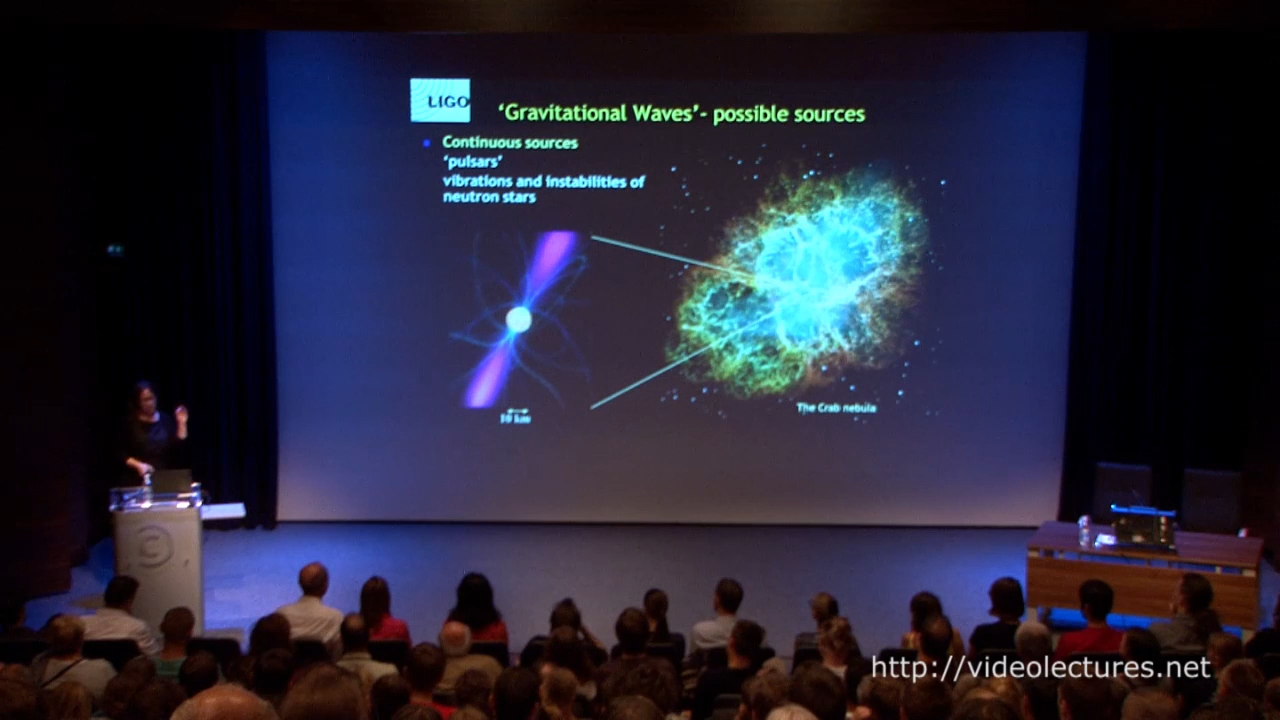 LIGO
‘Gravitational Waves’- possible sources
Continuous sources
‘pulsars’
vibrations and instabilities of
neutron stars
10 km
The Crab nebula
http://videolectures.net